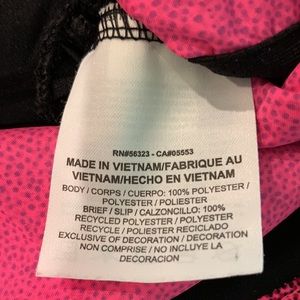 RN#56323 - CA#05553
MADE IN VIETNAM/FABRIQUE AU
VIETNAM/HECHO EN VIETNAM
BODY / CORPS / CUERPO: 100% POLYESTER /
POLYESTER / POLIESTER
BRIEF / SLIP / CALZONCILLO: 100%
RECYCLED POLYESTER / POLYESTER
RECYCLE / POLIESTER RECICLADO
EXCLUSIVE OF DECORATION / DECORATION
NON COMPRISE / NO INCLUYE LA
DECORACION